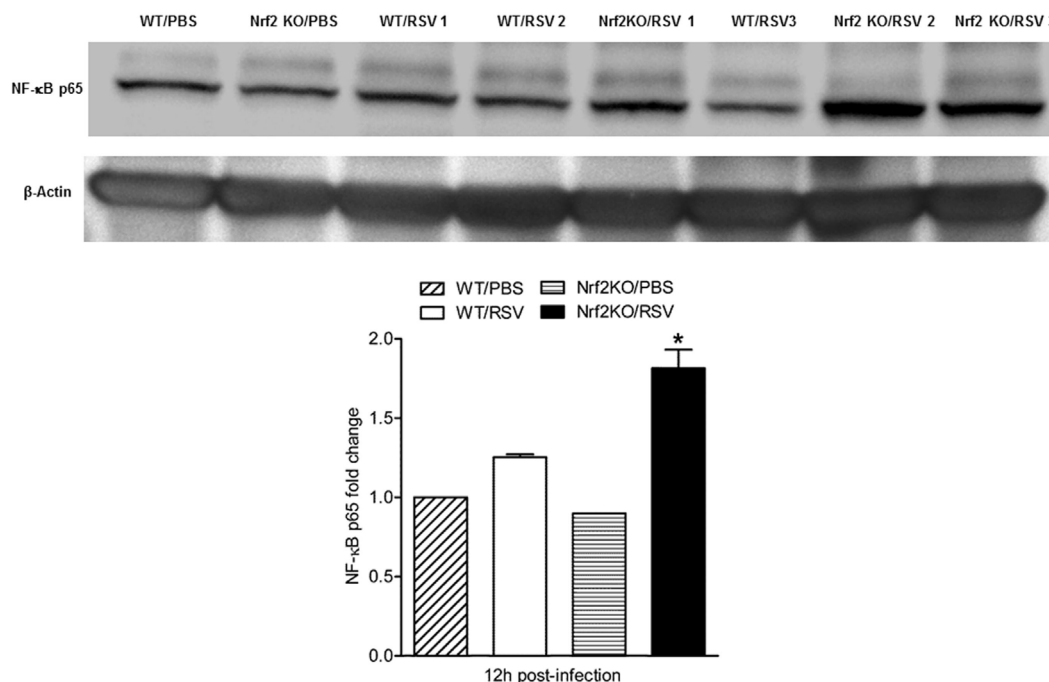 WT/PBS Nrf2 KO/PBS WT/RSV 1 WT/RSV 2 Nrf2KO/RSV 1 WT/RSV3 Nrf2 KO/RSV 2 Nrf2 KO/RSV
NF-κB p65
β-Actin
WT/PBS Nrf2KO/PBS
WT/RSV Nrf2KO/RSV
NF-κB p65 fold change
2.0
*
1.5
1.0
0.5
0.0
12h post-infection